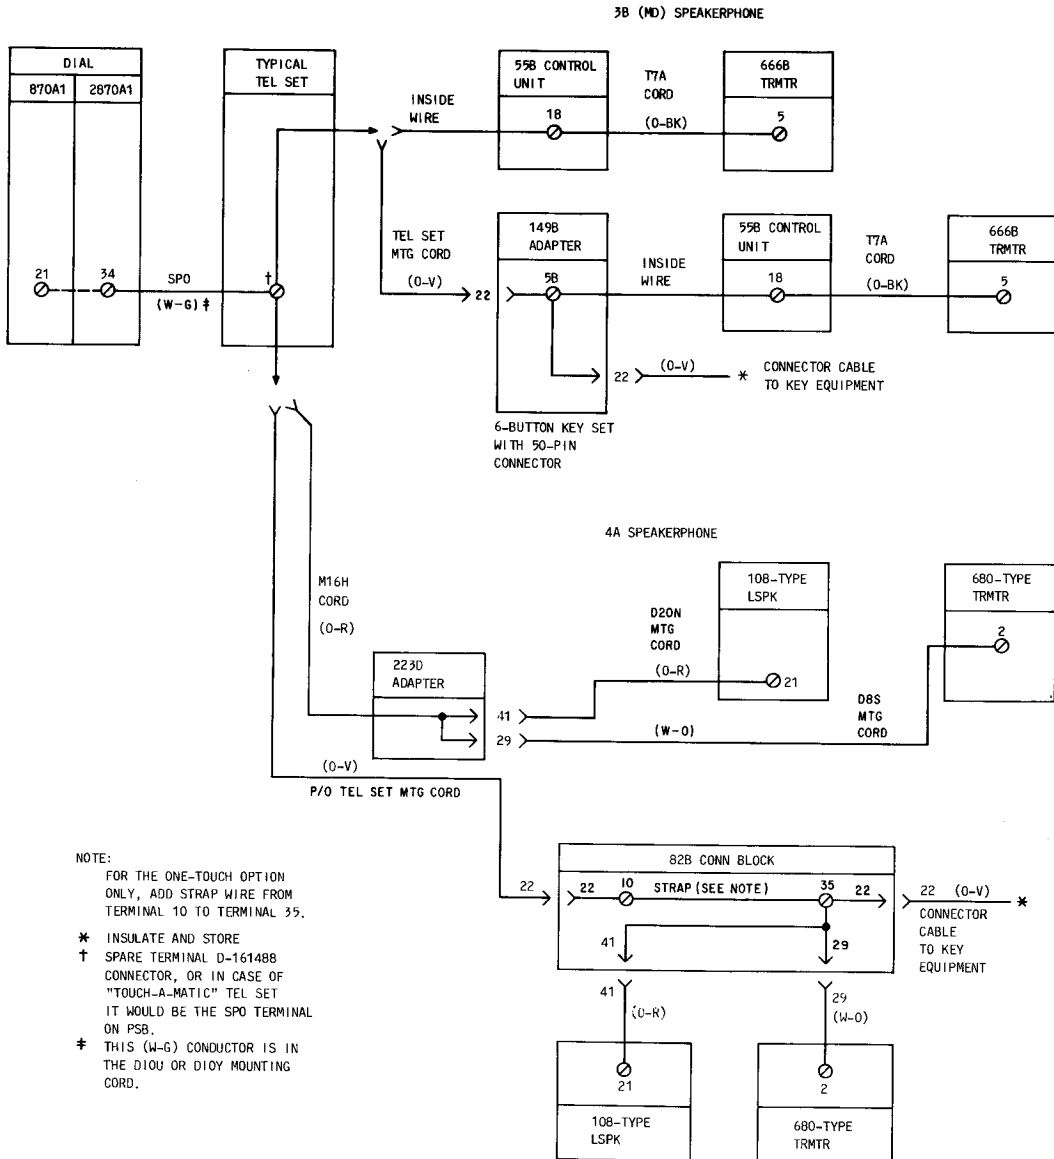 3B (MD) SPEAKERPHONE
DIAL
870A1
2870A1
21
34
SPO
(W-G) ‡
TYPICAL
TEL SET
†
INSIDE
WIRE
55B CONTROL
UNIT
18
T7A
CORD
(O-BK)
666B
TRMTR
5
TEL SET
MTG CORD
(O-V)
22
149B
ADAPTER
5B
INSIDE
WIRE
55B CONTROL
UNIT
18
T7A
CORD
(O-BK)
666B
TRMTR
5
22
(O-V)
* CONNECTOR CABLE
TO KEY EQUIPMENT
6-BUTTON KEY SET
WITH 50-PIN
CONNECTOR
4A SPEAKERPHONE
M16H
CORD
(O-R)
223D
ADAPTER
41
29
D20N
MTG
CORD
(O-R)
108-TYPE
LSPK
21
(W-O)
D8S
MTG
CORD
680-TYPE
TRMTR
2
(O-V)
P/O TEL SET MTG CORD
82B CONN BLOCK
22
22
10
STRAP (SEE NOTE)
35
22
22
(O-V)
*
CONNECTOR
CABLE
TO KEY
EQUIPMENT
41
29
41
(O-R)
29
(W-O)
21
108-TYPE
LSPK
2
680-TYPE
TRMTR
NOTE:
FOR THE ONE-TOUCH OPTION
ONLY, ADD STRAP WIRE FROM
TERMINAL 10 TO TERMINAL 35.
* INSULATE AND STORE
† SPARE TERMINAL D-161488
CONNECTOR, OR IN CASE OF
"TOUCH-A-MATIC" TEL SET
IT WOULD BE THE SPO TERMINAL
ON PSB.
‡ THIS (W-G) CONDUCTOR IS IN
THE D10U OR D10Y MOUNTING
CORD.